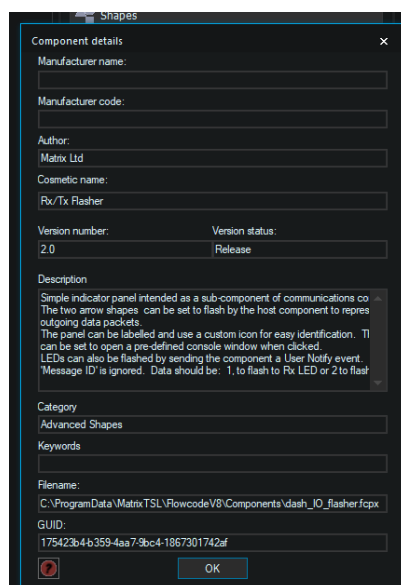 Shapes
Component details
Manufacturer name:
Manufacturer code:
Author:
Matrix Ltd
Cosmetic name:
Rx/Tx Flasher
Version number: Version status:
2.0 Release
Description
Simple indicator panel intended as a sub-component of communications co
The two arrow shapes can be set to flash by the host component to repres
outgoing data packets.
The panel can be labelled and use a custom icon for easy identification. Tl
can be set to open a pre-defined console window when clicked.
LEDs can also be flashed by sending the component a User Notify event.
'Message ID' is ignored. Data should be: 1, to flash to Rx LED or 2 to flash
Category
Advanced Shapes
Keywords
Filename:
C:\ProgramData\MatrixTSL\FlowcodeV8\Components\dash_IO_flasher.fcpx
GUID:
175423b4-b359-4aa7-9bc4-1867301742af
OK